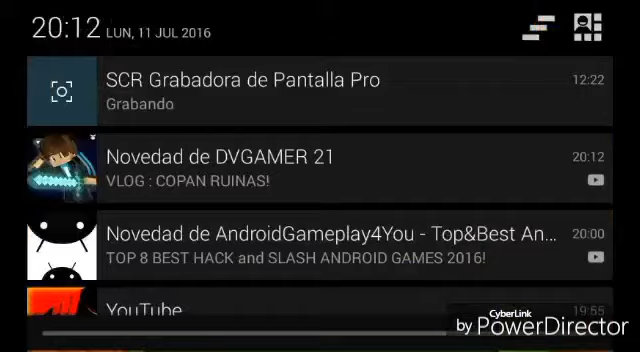 20:12 LUN, 11 JUL 2016
SCR Grabadora de Pantalla Pro 12:22
Grabando
Novedad de DVGAMER 21 20:12
VLOG : COPAN RUINAS!
Novedad de AndroidGameplay4You - Top&Best An... 20:00
TOP 8 BEST HACK and SLASH ANDROID GAMES 2016!
YouTube 19:55
CyberLink
by PowerDirector